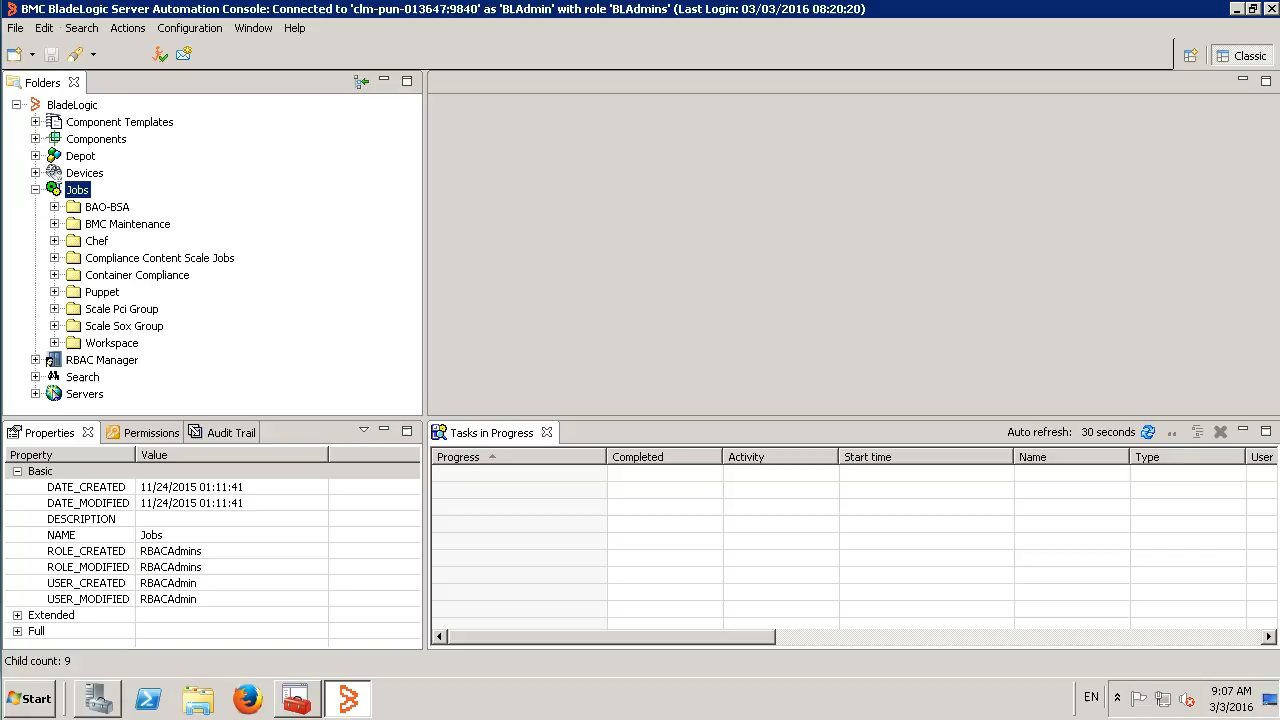 BMC BladeLogic Server Automation Console: Connected to 'clm-pun-013647:9840' as 'BLAdmin' with role 'BLAdmins' (Last Login: 03/03/2016 08:20:20)
File Edit Search Actions Configuration Window Help
Classic
Folders
BladeLogic
Component Templates
Components
Depot
Devices
Jobs
BAO-BSA
BMC Maintenance
Chef
Compliance Content Scale Jobs
Container Compliance
Puppet
Scale Pci Group
Scale Sox Group
Workspace
RBAC Manager
Search
Servers
Properties Permissions Audit Trail
Property Value
Basic
DATE_CREATED 11/24/2015 01:11:41
DATE_MODIFIED 11/24/2015 01:11:41
DESCRIPTION
NAME Jobs
ROLE_CREATED RBACAdmins
ROLE_MODIFIED RBACAdmins
USER_CREATED RBACAdmin
USER_MODIFIED RBACAdmin
Extended
Full
Tasks in Progress Auto refresh: 30 seconds
Progress Completed Activity Start time Name Type User
Child count: 9
Start EN 9:07 AM
3/3/2016